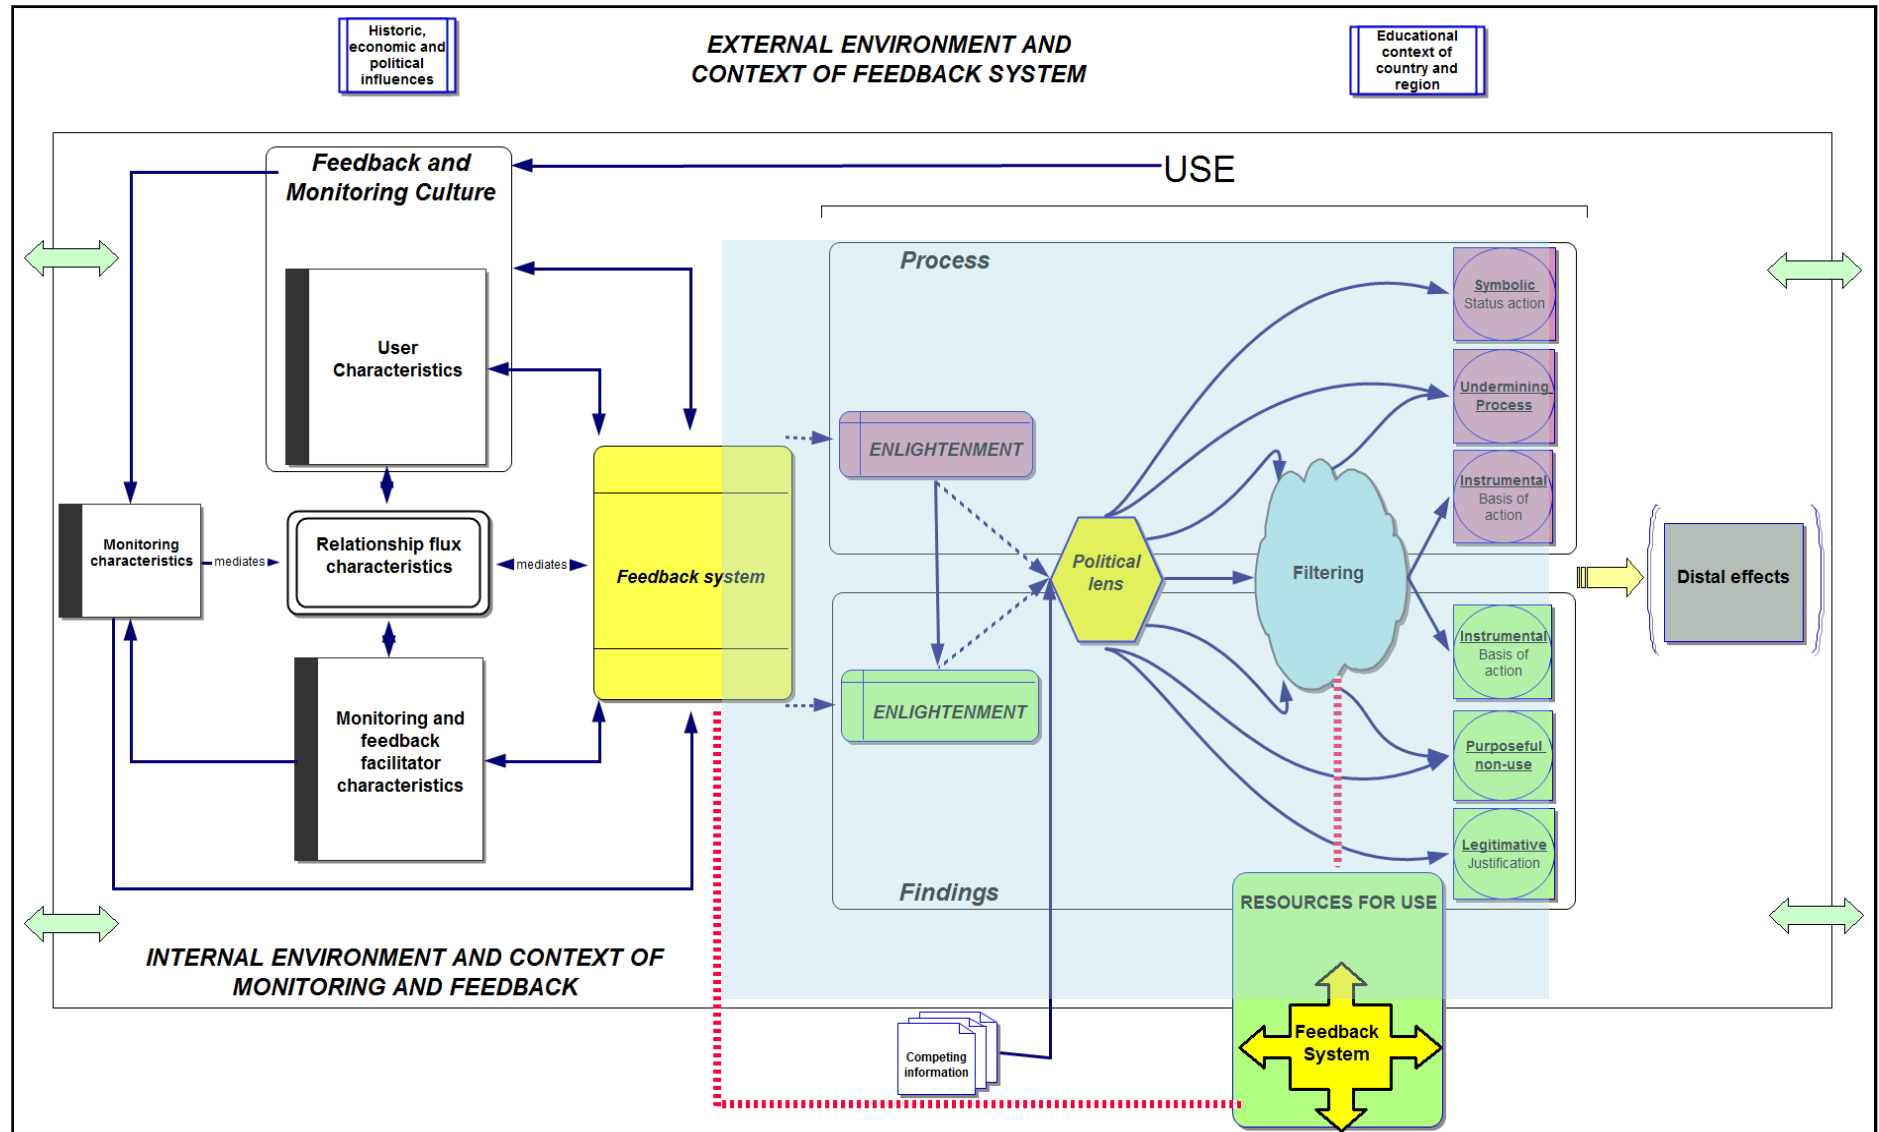 Historic,
economic and
political
influences
EXTERNAL ENVIRONMENT AND
CONTEXT OF FEEDBACK SYSTEM
Educational
context of
country and
region
Feedback and
Monitoring Culture
USE
User
Characteristics
Process
Symbolic
Status action
Undermining
Process
ENLIGHTENMENT
Instrumental
Basis of
action
Monitoring
characteristics
mediates
Relationship flux
characteristics
mediates
Feedback system
Political
lens
Filtering
Distal effects
Instrumental
Basis of
action
ENLIGHTENMENT
Monitoring and
feedback
facilitator
characteristics
Purposeful
non-use
Legitimative
Justification
Findings
RESOURCES FOR USE
INTERNAL ENVIRONMENT AND CONTEXT OF
MONITORING AND FEEDBACK
Competing
information
Feedback
System